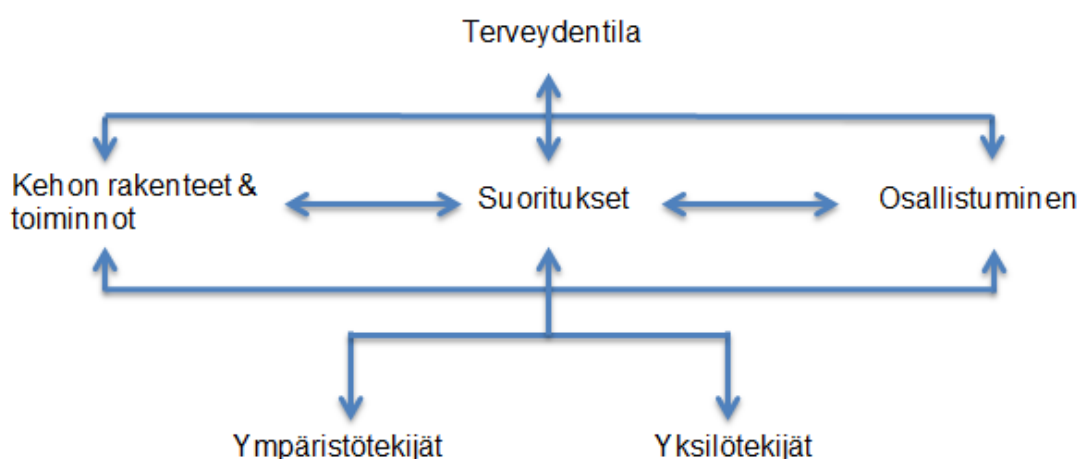 Terveydentila
Kehon rakenteet &
toiminnot
Suoritukset
Osallistuminen
Ympäristötekijät
Yksilötekijät